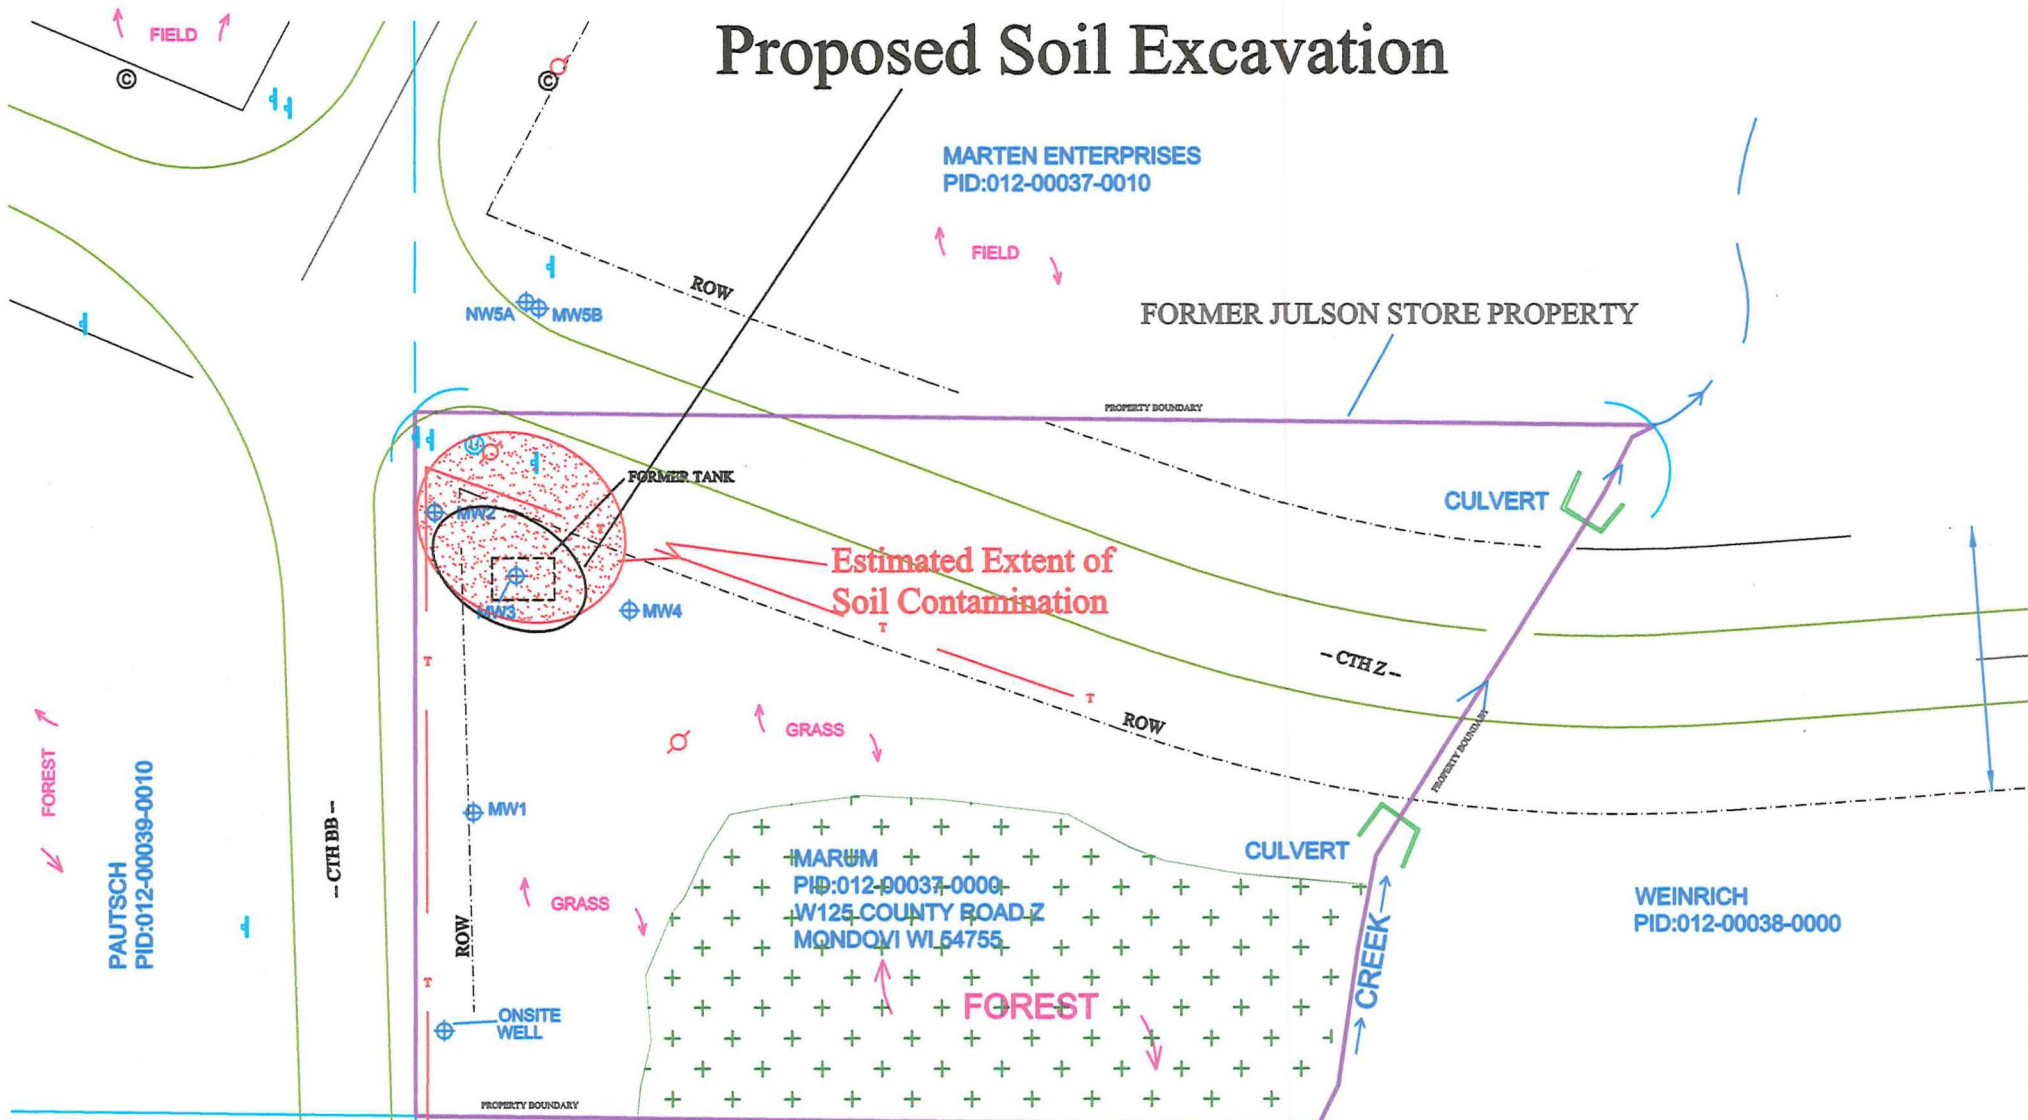 Proposed Soil Excavation
FIELD
©
©
MARTEN ENTERPRISES
PID:012-00037-0010
FIELD
ROW
NW5A
MW5B
FORMER JULSON STORE PROPERTY
PROPERTY BOUNDARY
FORMER TANK
CULVERT
MW2
T
Estimated Extent of
Soil Contamination
MW3
MW4
T
T
-- CTH Z --
T
ROW
PROPERTY BOUNDARY
GRASS
FOREST
PAUTSCH
PID:012-00039-0010
-- CTH BB --
MW1
CULVERT
MARUM
PID:012-00037-0000
W125 COUNTY ROAD Z
MONDOVI WI 54755
WEINRICH
PID:012-00038-0000
GRASS
ROW
CREEK
T
FOREST
ONSITE
WELL
PROPERTY BOUNDARY